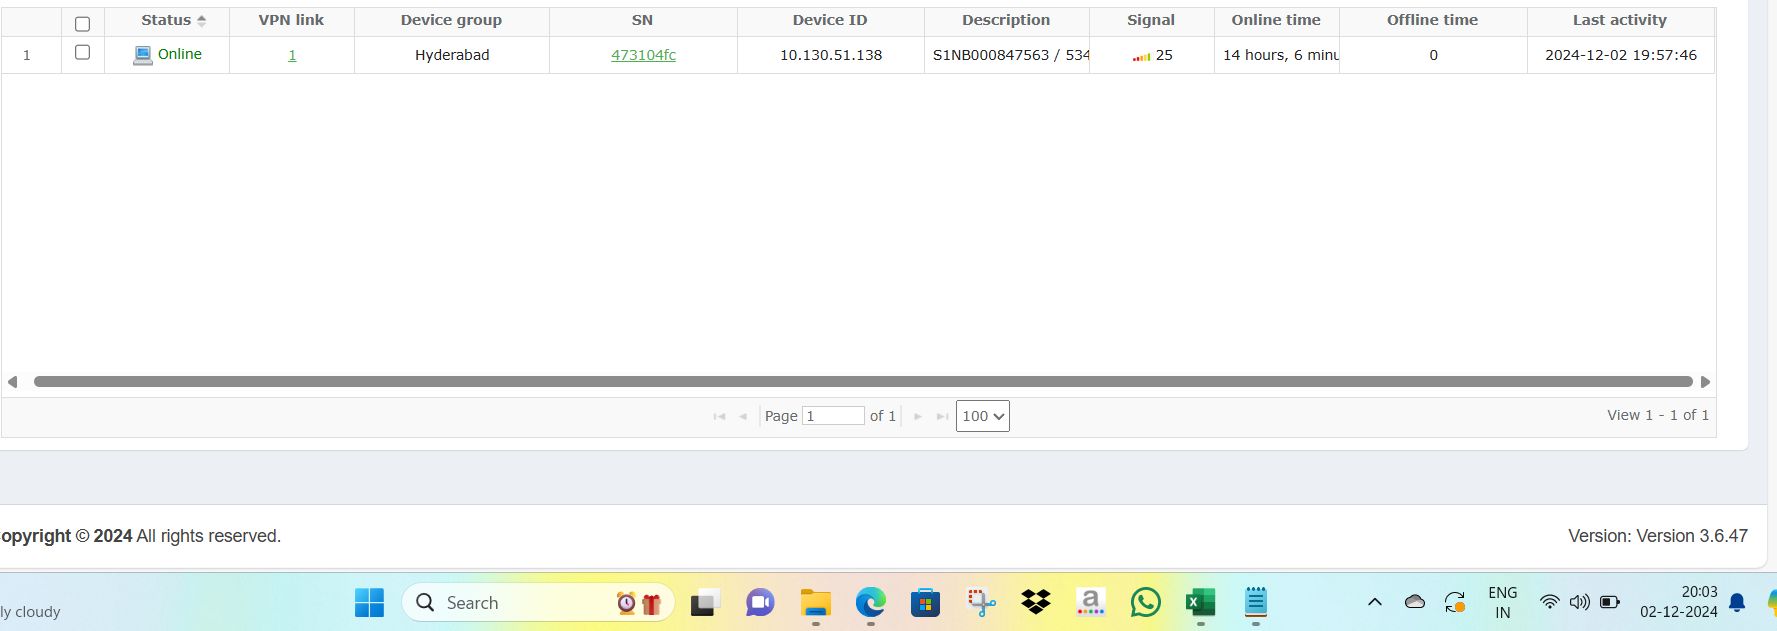 Status VPN link Device group SN Device ID Description Signal Online time Offline time Last activity
1 Online 1 Hyderabad 473104fc 10.130.51.138 S1NB000847563 / 534 25 14 hours, 6 minu 0 2024-12-02 19:57:46
Page 1 of 1 100 View 1 - 1 of 1
opyright © 2024 All rights reserved. Version: Version 3.6.47
Search a ENG 20:03
ly cloudy IN 02-12-2024